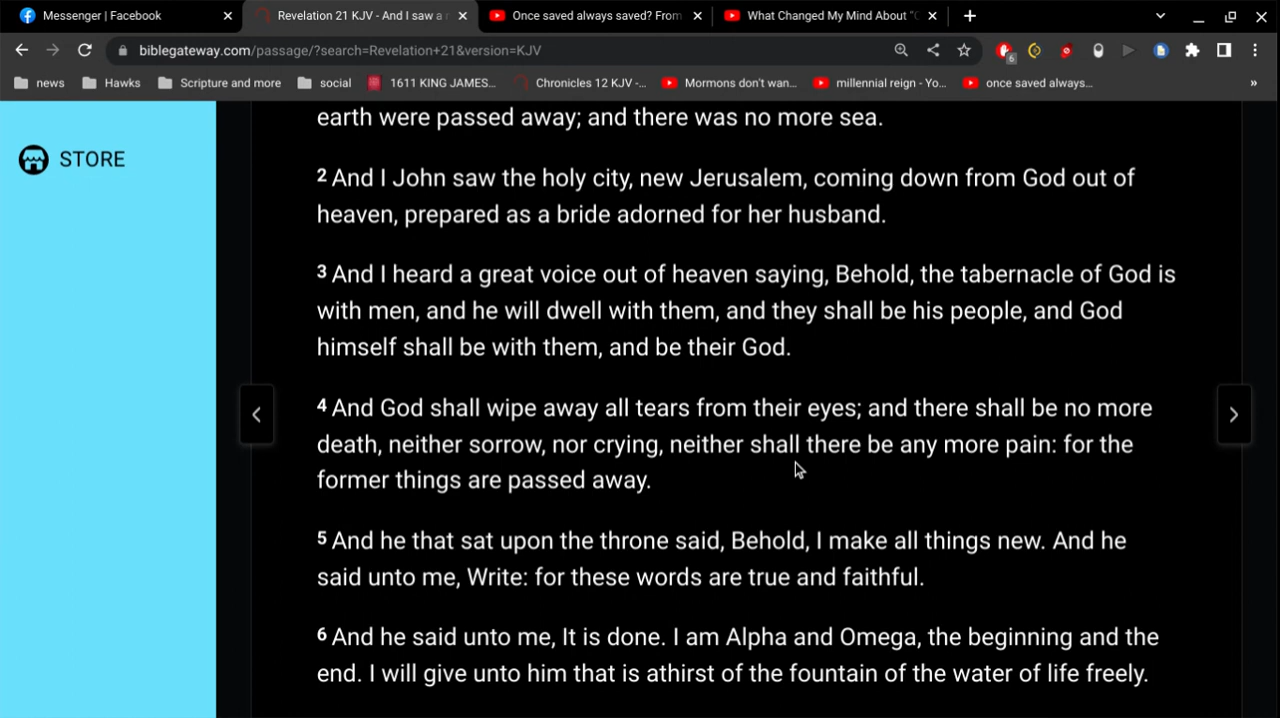 Messenger | Facebook
Revelation 21 KJV - And I saw a
Once saved always saved? From
What Changed My Mind About "
biblegateway.com/passage/?search=Revelation+21&version=KJV
6
news
Hawks
Scripture and more
social
1611 KING JAMES...
Chronicles 12 KJV -...
Mormons don't wan...
millennial reign - Yo...
once saved always...
»
STORE
earth were passed away; and there was no more sea.
2 And I John saw the holy city, new Jerusalem, coming down from God out of
heaven, prepared as a bride adorned for her husband.
3 And I heard a great voice out of heaven saying, Behold, the tabernacle of God is
with men, and he will dwell with them, and they shall be his people, and God
himself shall be with them, and be their God.
4 And God shall wipe away all tears from their eyes; and there shall be no more
death, neither sorrow, nor crying, neither shall there be any more pain: for the
former things are passed away.
5 And he that sat upon the throne said, Behold, I make all things new. And he
said unto me, Write: for these words are true and faithful.
6 And he said unto me, It is done. I am Alpha and Omega, the beginning and the
end. I will give unto him that is athirst of the fountain of the water of life freely.